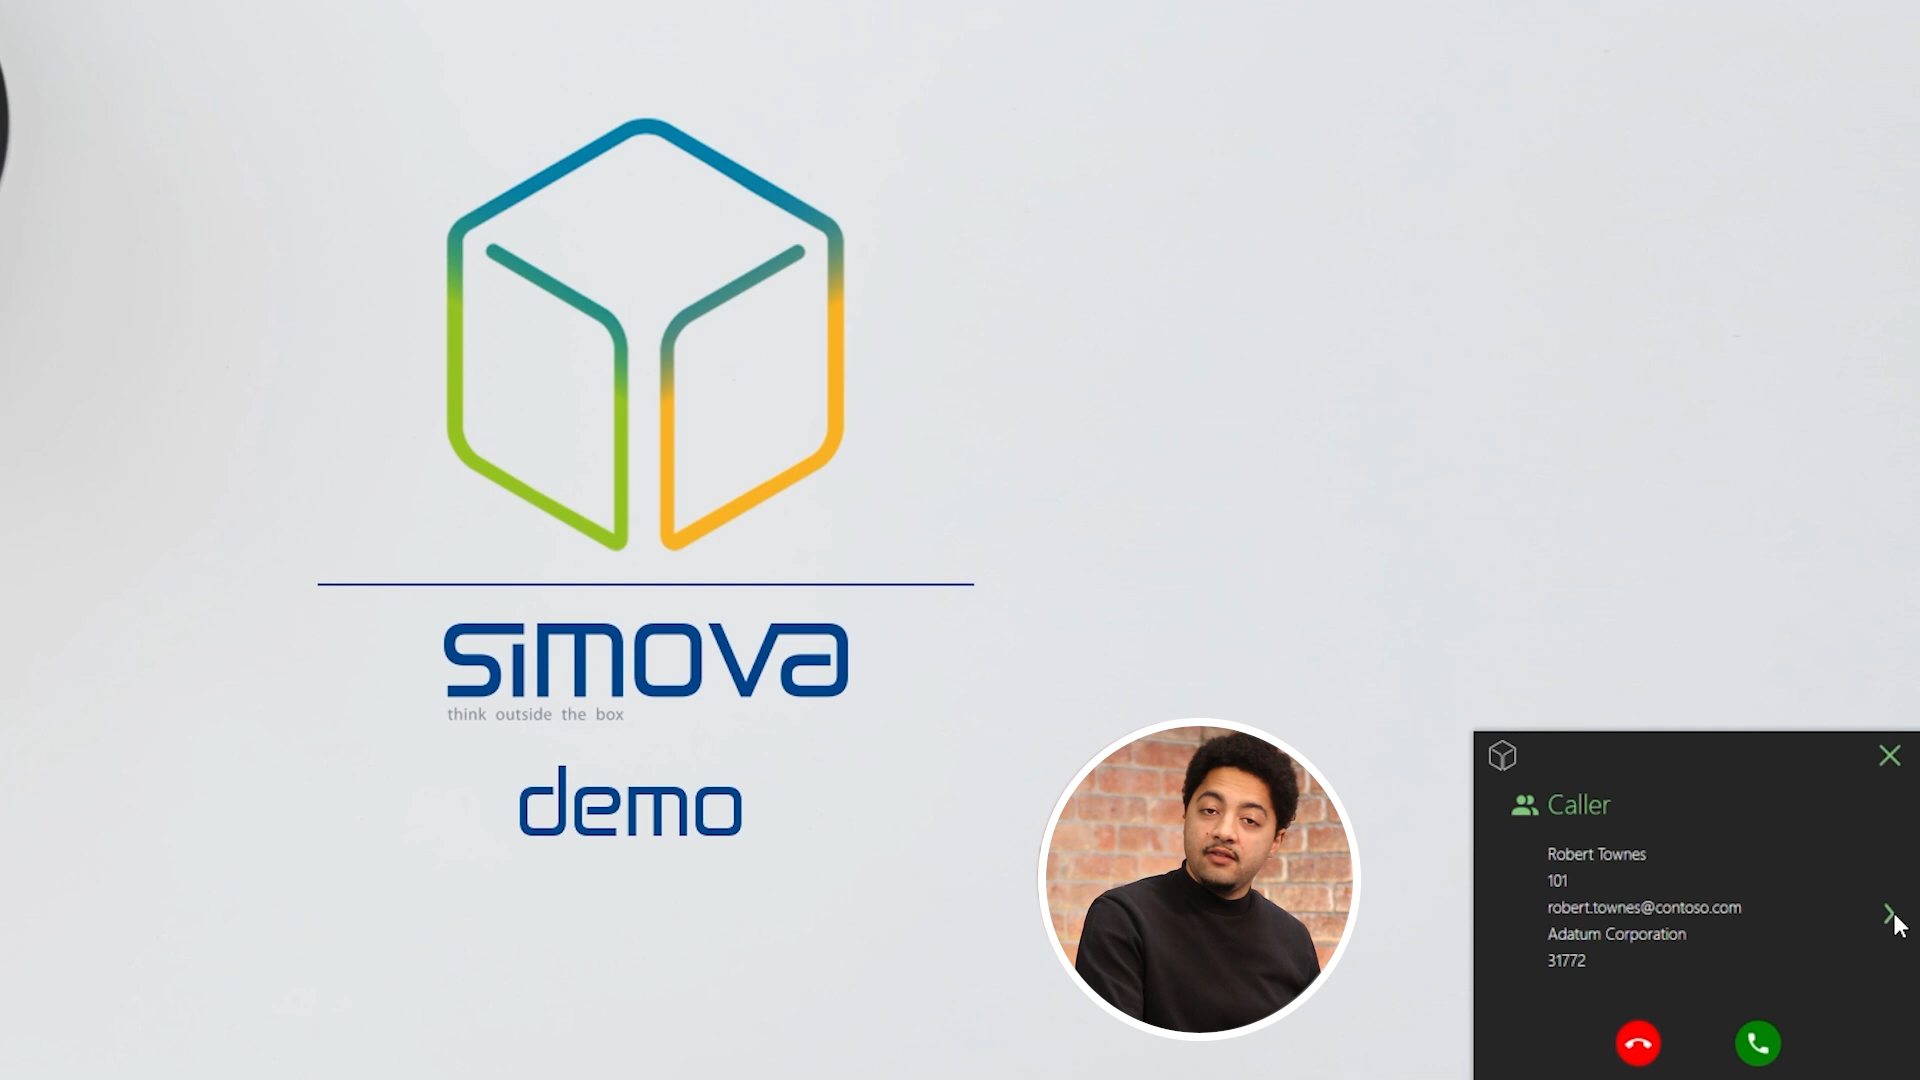 simova
think outside the box
demo
Caller
Robert Townes
101
robert.townes@contoso.com
Adatum Corporation
31772